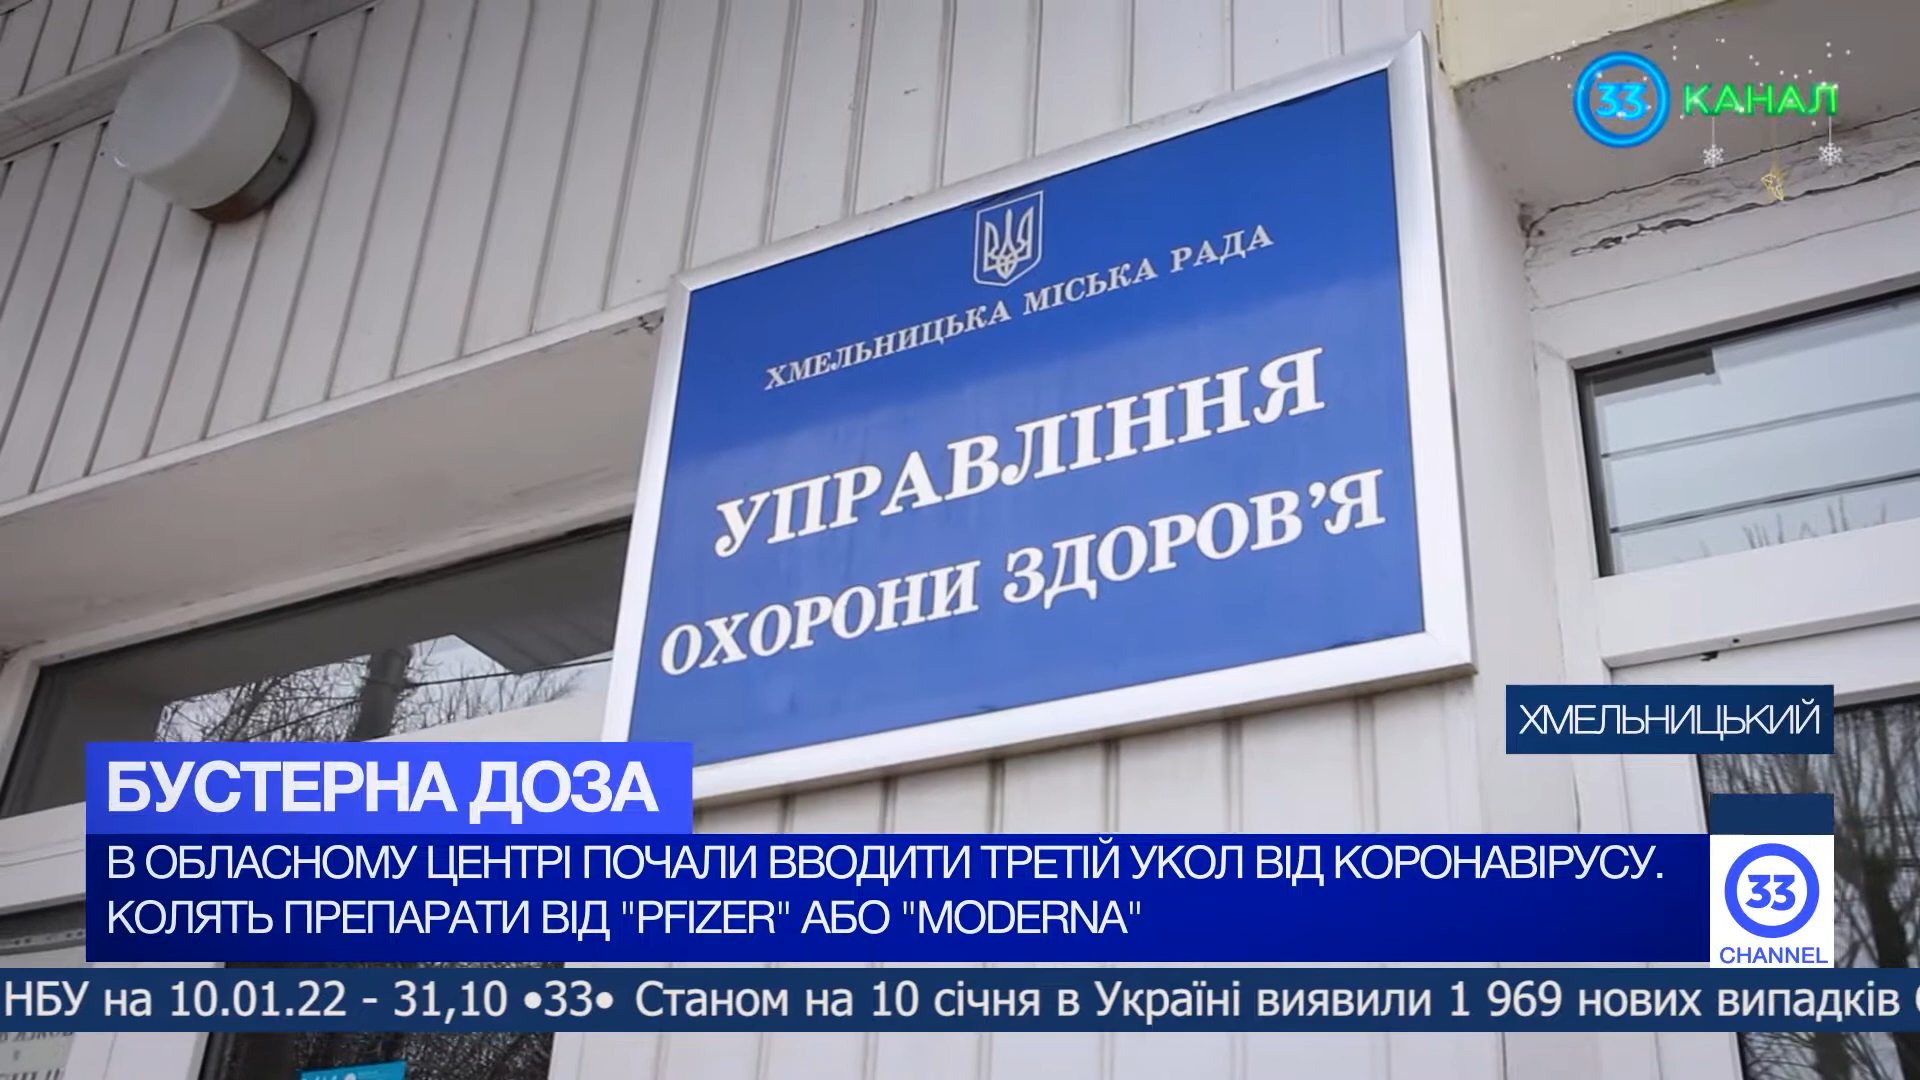 33 КАНАЛ
ХМЕЛЬНИЦЬКА МІСЬКА РАДА
УПРАВЛІННЯ
ОХОРОНИ ЗДОРОВ’Я
ХМЕЛЬНИЦЬКИЙ
БУСТЕРНА ДОЗА
В ОБЛАСНОМУ ЦЕНТРІ ПОЧАЛИ ВВОДИТИ ТРЕТІЙ УКОЛ ВІД КОРОНАВІРУСУ.
КОЛЯТЬ ПРЕПАРАТИ ВІД "PFIZER" АБО "MODERNA"
33
CHANNEL
НБУ на 10.01.22 - 31,10 •33• Станом на 10 січня в Україні виявили 1 969 нових випадків